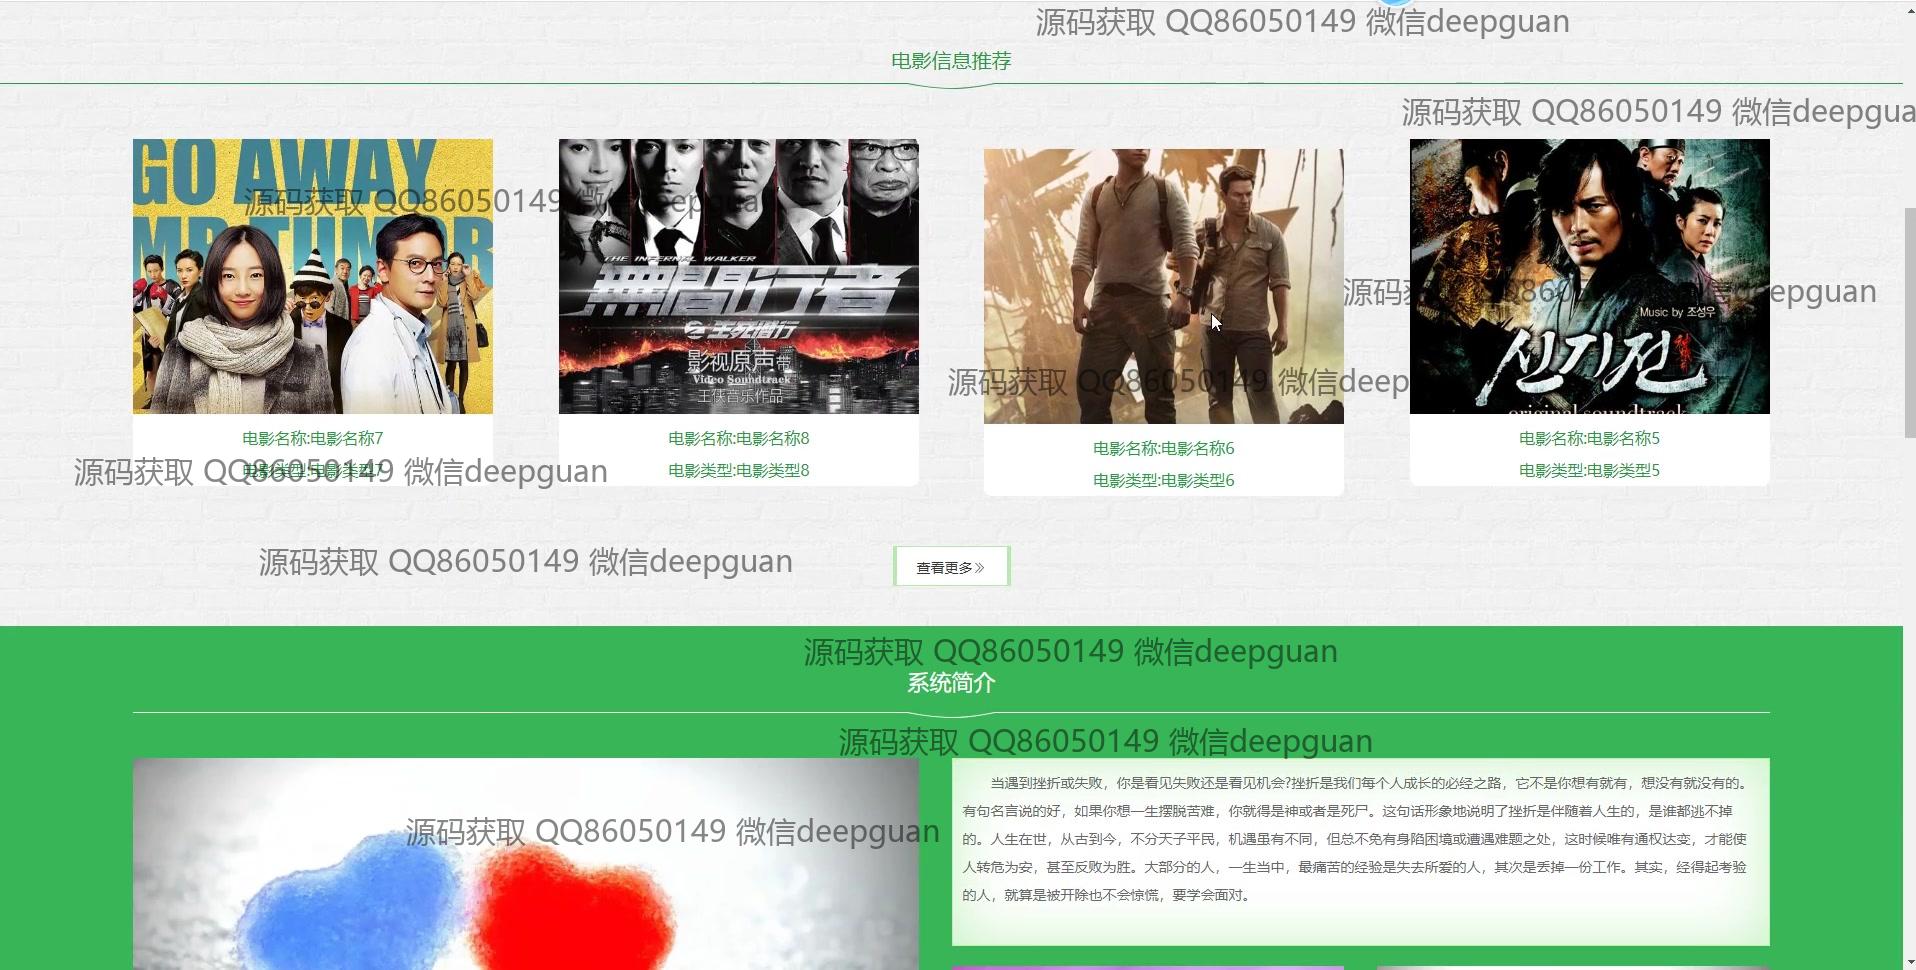 源码获取 QQ86050149 微信deepguan
电影信息推荐
源码获取 QQ86050149 微信deepgua
GO AWAY
MR TUMOR
源码获取 QQ86050149 微信deepgua
THE INFERNAL WALKER
無間行者
生死潜行
影视原声带
Video Soundtrack
王侠音乐作品
源码获取 QQ86050149 微信deep
源码 860 epguan
Music by 조성우
신기전
original soundtrack
电影名称:电影名称7
电影类型:电影类型7
电影名称:电影名称8
电影类型:电影类型8
电影名称:电影名称6
电影类型:电影类型6
电影名称:电影名称5
电影类型:电影类型5
源码获取 QQ86050149 微信deepguan
源码获取 QQ86050149 微信deepguan
查看更多
源码获取 QQ86050149 微信deepguan
系统简介
源码获取 QQ86050149 微信deepguan
源码获取 QQ86050149 微信deepguan
当遇到挫折或失败，你是看见失败还是看见机会?挫折是我们每个人成长的必经之路，它不是你想有就有，想没有就没有的。
有句名言说的好，如果你想一生摆脱苦难，你就得是神或者是死尸。这句话形象地说明了挫折是伴随着人生的，是谁都逃不掉
的。人生在世，从古到今，不分天子平民，机遇虽有不同，但总不免有身陷困境或遭遇难题之处，这时候唯有通权达变，才能使
人转危为安，甚至反败为胜。大部分的人，一生当中，最痛苦的经验是失去所爱的人，其次是丢掉一份工作。其实，经得起考验
的人，就算是被开除也不会惊慌，要学会面对。